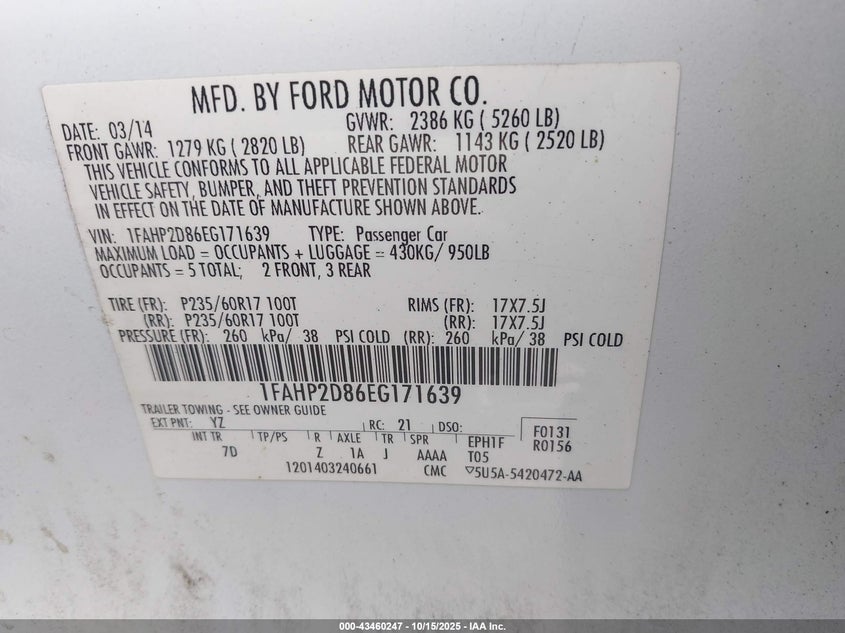 MFD. BY FORD MOTOR CO.
DATE: 03/14 GVWR: 2386 KG ( 5260 LB)
FRONT GAWR: 1279 KG ( 2820 LB) REAR GAWR: 1143 KG ( 2520 LB)
THIS VEHICLE CONFORMS TO ALL APPLICABLE FEDERAL MOTOR
VEHICLE SAFETY, BUMPER, AND THEFT PREVENTION STANDARDS
IN EFFECT ON THE DATE OF MANUFACTURE SHOWN ABOVE.
VIN: 1FAHP2D86EG171639 TYPE: Passenger Car
MAXIMUM LOAD = OCCUPANTS + LUGGAGE = 430KG/ 950LB
OCCUPANTS = 5 TOTAL; 2 FRONT, 3 REAR
TIRE (FR): P235/60R17 100T RIMS (FR): 17X7.5J
(RR): P235/60R17 100T (RR): 17X7.5J
PRESSURE (FR): 260 kPa/ 38 PSI COLD (RR): 260 kPa/ 38 PSI COLD
1FAHP2D86EG171639
TRAILER TOWING - SEE OWNER GUIDE
EXT PNT: YZ RC: 21 DSO: F0131
INT TR TP/PS R AXLE TR SPR EPH1F R0156
7D Z 1A J AAAA T05
1201403240661 CMC ▽5U5A-5420472-AA
000-43460247 - 10/15/2025 - IAA Inc.